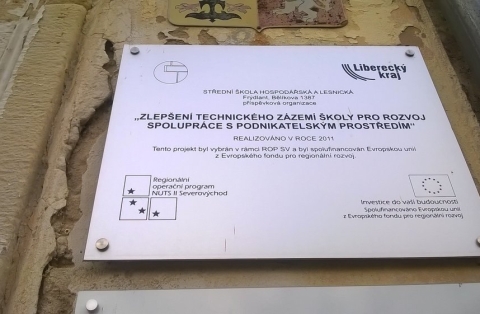 Liberecký
kraj
STŘEDNÍ ŠKOLA HOSPODÁŘSKÁ A LESNICKÁ
Frýdlant, Bělíkova 1387
příspěvková organizace
„ZLEPŠENÍ TECHNICKÉHO ZÁZEMÍ ŠKOLY PRO ROZVOJ
SPOLUPRÁCE S PODNIKATELSKÝM PROSTŘEDÍM“
REALIZOVÁNO V ROCE 2011
Tento projekt byl vybrán v rámci ROP SV a byl spolufinancován Evropskou unií
z Evropského fondu pro regionální rozvoj.
Regionální
operační program
NUTS II Severovýchod
Investice do vaší budoucnosti
Spolufinancováno Evropskou unií
z Evropského fondu pro regionální rozvoj